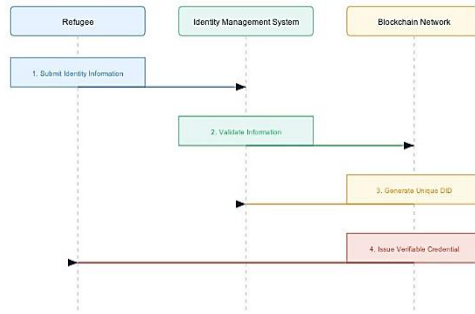 Refugee
Identity Management System
Blockchain Network
1. Submit Identity Information
2. Validate Information
3. Generate Unique DID
4. Issue Verifiable Credential